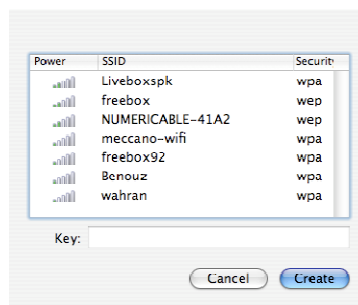 Power SSID Security
Liveboxspk wpa
freebox wep
NUMERICABLE-41A2 wep
meccano-wifi wpa
freebox92 wpa
Benouz wpa
wahran wpa
Key:
Cancel Create